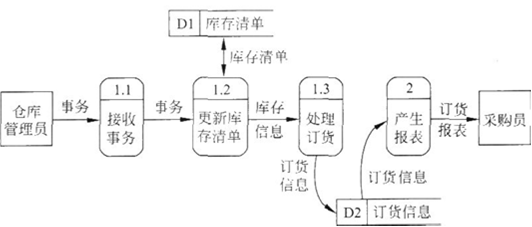 D1 库存清单
库存清单
1.1
1.2
1.3
2
仓库
管理员
事务
接收
事务
事务
更新库
存清单
库存
信息
处理
订货
产生
报表
订货
报表
采购员
订货
信息
订货信息
D2 订货信息